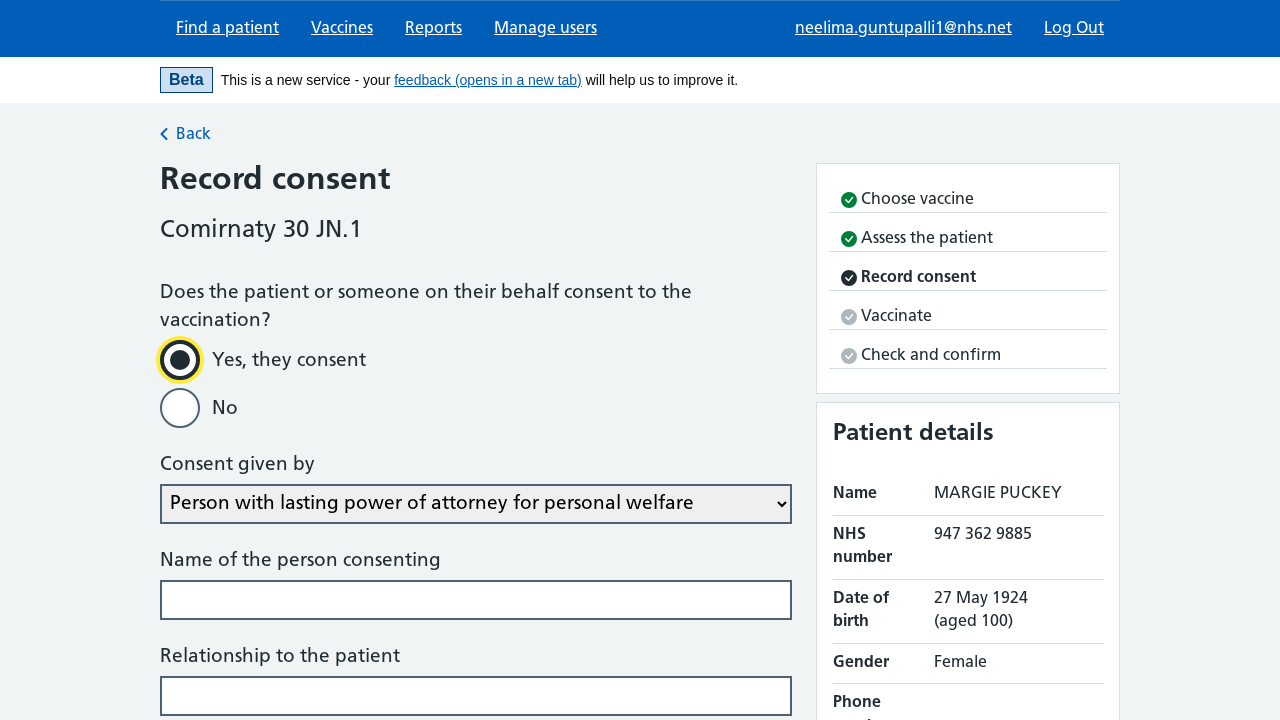 Find a patient Vaccines Reports Manage users neelima.guntupalli1@nhs.net Log Out
Beta This is a new service - your feedback (opens in a new tab) will help us to improve it.
Back
Record consent
Comirnaty 30 JN.1
Does the patient or someone on their behalf consent to the
vaccination?
Yes, they consent
No
Consent given by
Person with lasting power of attorney for personal welfare
Name of the person consenting
Relationship to the patient
Choose vaccine
Assess the patient
Record consent
Vaccinate
Check and confirm
Patient details
Name MARGIE PUCKEY
NHS 947 362 9885
number
Date of 27 May 1924
birth (aged 100)
Gender Female
Phone